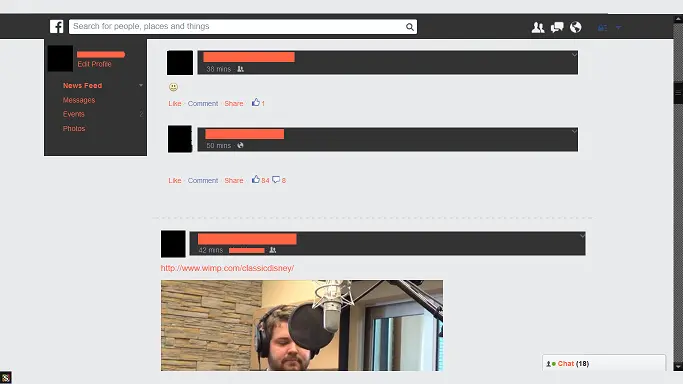 Search for people, places and things
Edit Profile
News Feed
Messages
Events
Photos
36 mins
Like · Comment · Share · 1
50 mins
Like · Comment · Share · 84 8
42 mins
http://www.wimp.com/classicdisney/
Chat (18)